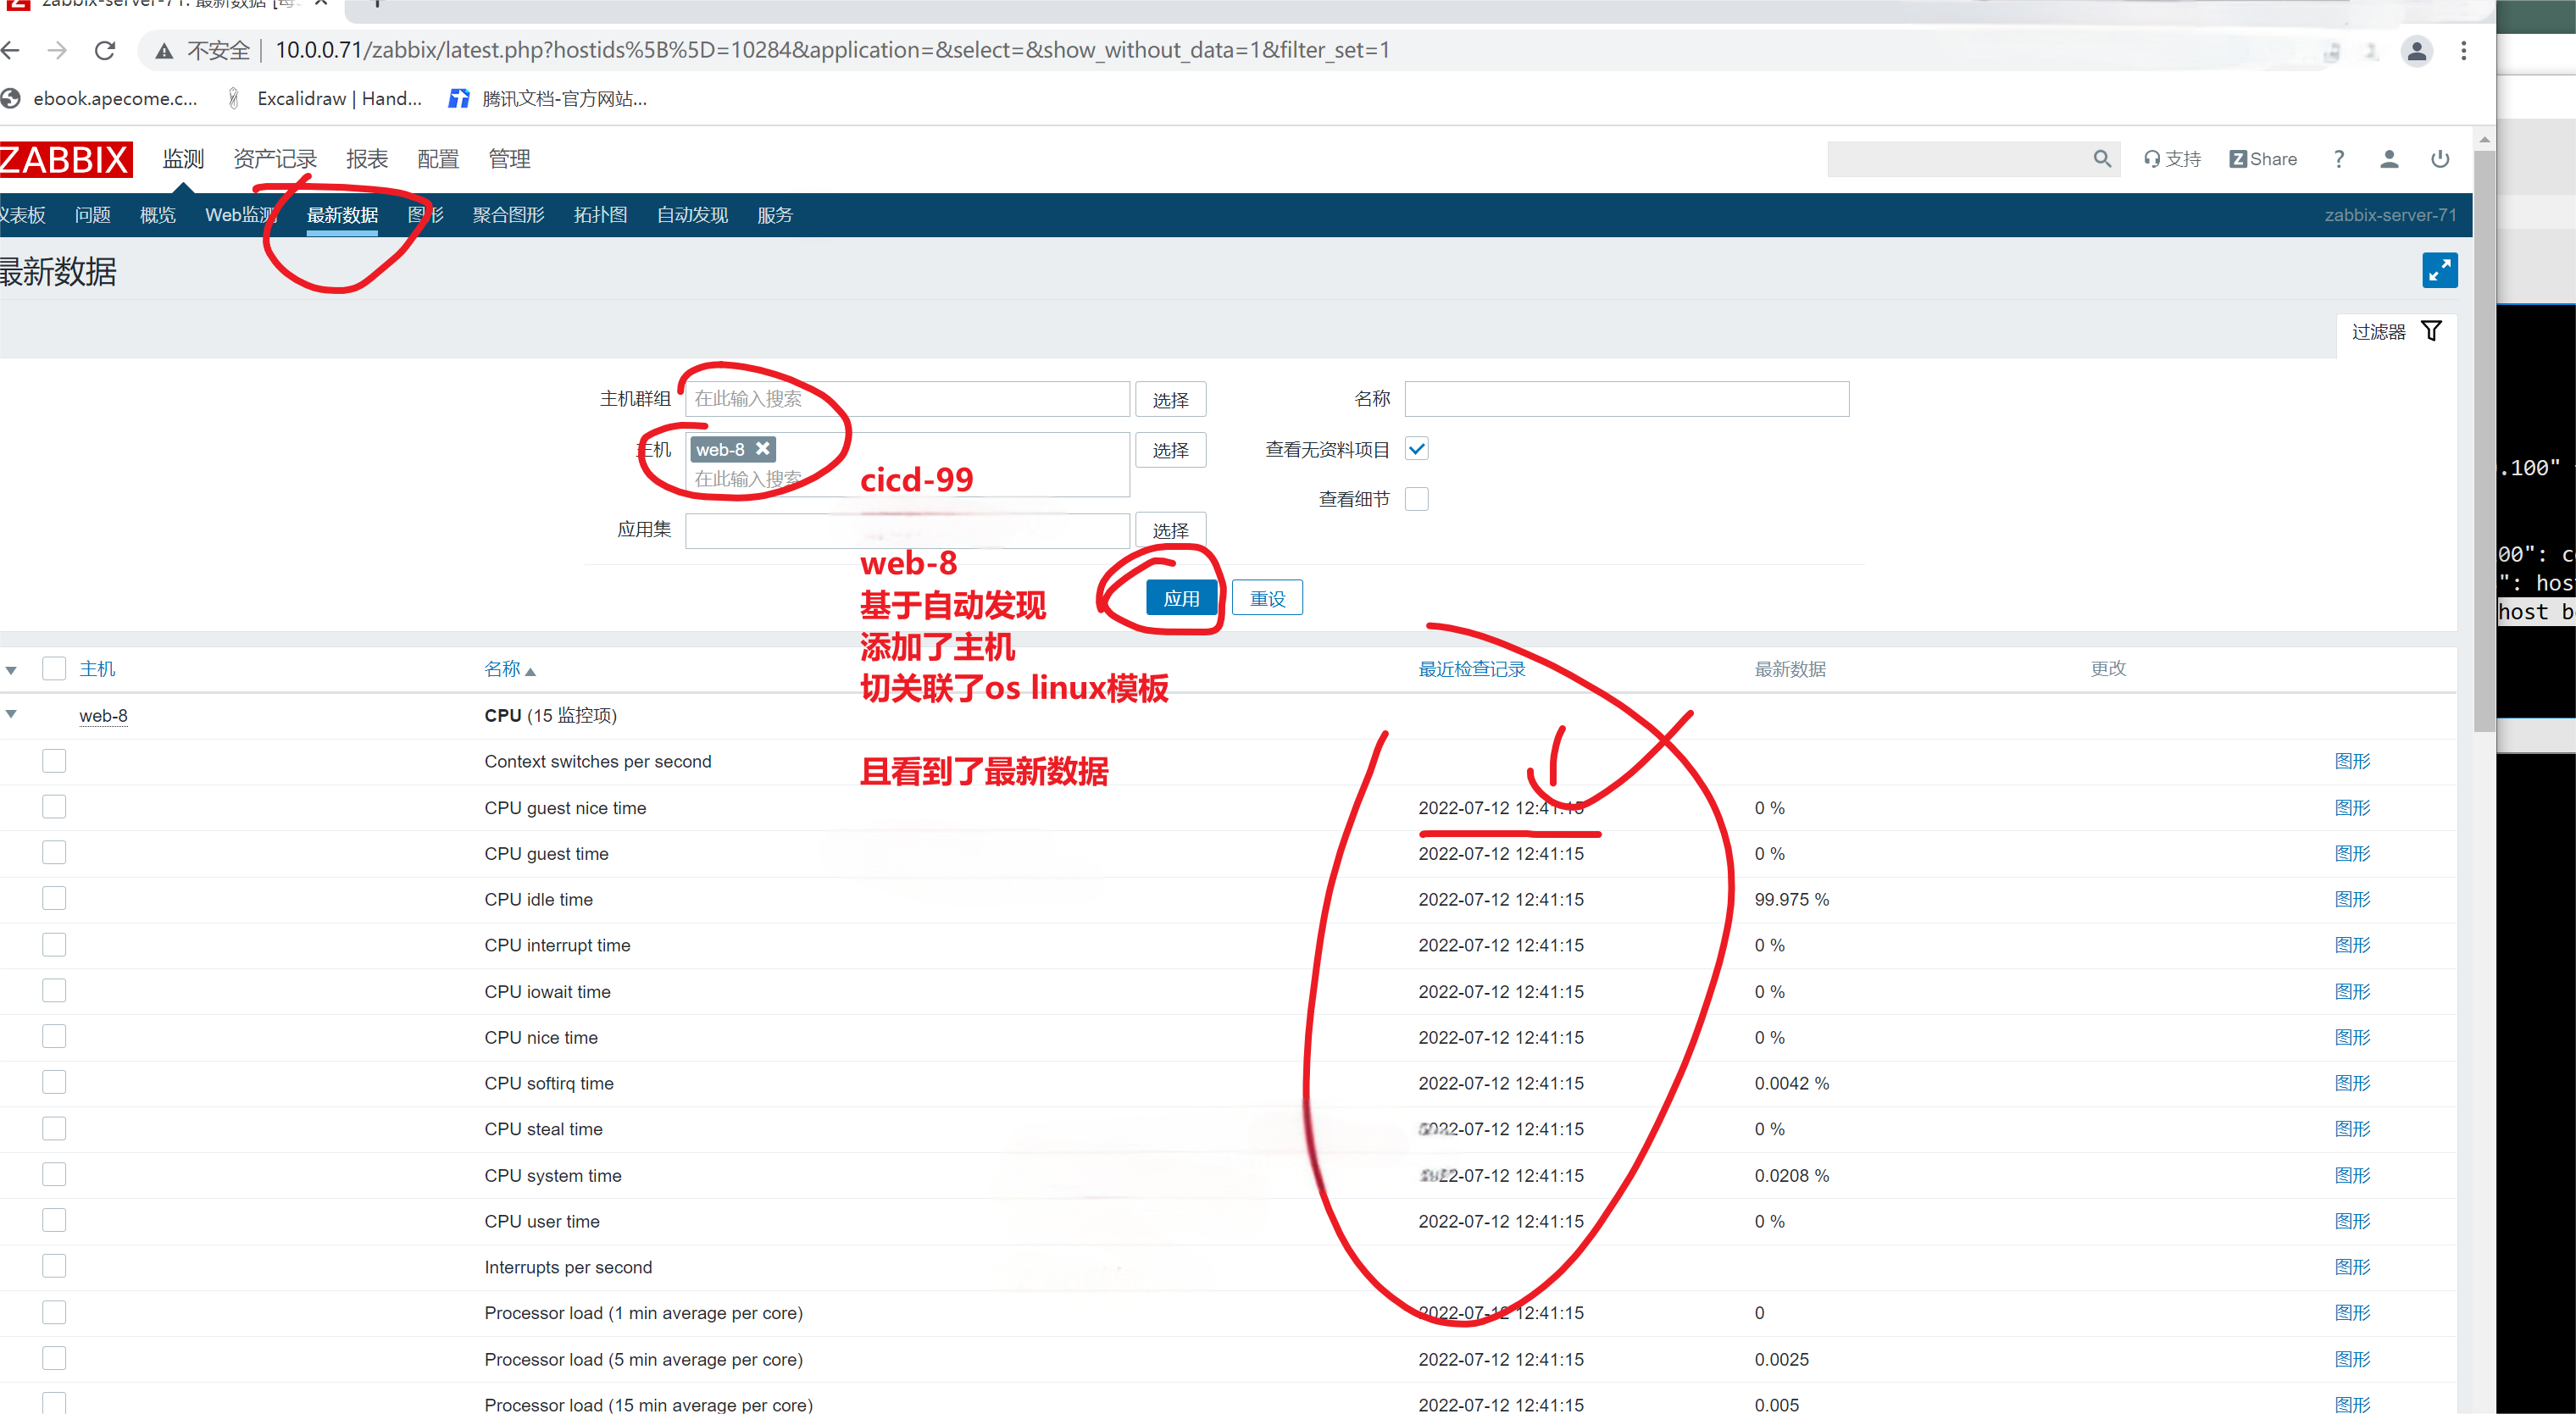 zabbix-server-71: 最新数据 [每
不安全 | 10.0.0.71/zabbix/latest.php?hostids%5B%5D=10284&application=&select=&show_without_data=1&filter_set=1
ebook.apecome.c... Excalidraw | Hand... 腾讯文档-官方网站...
ZABBIX 监测 资产记录 报表 配置 管理 支持 Z Share ?
仪表板 问题 概览 Web监测 最新数据 图形 聚合图形 拓扑图 自动发现 服务 zabbix-server-71
最新数据
过滤器
主机群组 在此输入搜索 选择 名称
主机 web-8 选择 查看无资料项目
在此输入搜索
cicd-99
查看细节
应用集 选择
web-8
基于自动发现
添加了主机
切关联了os linux模板
且看到了最新数据
应用 重设
主机 名称 最近检查记录 最新数据 更改
web-8 CPU (15 监控项)
Context switches per second 图形
CPU guest nice time 2022-07-12 12:41:15 0 % 图形
CPU guest time 2022-07-12 12:41:15 0 % 图形
CPU idle time 2022-07-12 12:41:15 99.975 % 图形
CPU interrupt time 2022-07-12 12:41:15 0 % 图形
CPU iowait time 2022-07-12 12:41:15 0 % 图形
CPU nice time 2022-07-12 12:41:15 0 % 图形
CPU softirq time 2022-07-12 12:41:15 0.0042 % 图形
CPU steal time 2022-07-12 12:41:15 0 % 图形
CPU system time 2022-07-12 12:41:15 0.0208 % 图形
CPU user time 2022-07-12 12:41:15 0 % 图形
Interrupts per second 图形
Processor load (1 min average per core) 2022-07-12 12:41:15 0 图形
Processor load (5 min average per core) 2022-07-12 12:41:15 0.0025 图形
Processor load (15 min average per core) 2022-07-12 12:41:15 0.005 图形
.100"
00": c
": hos
host b